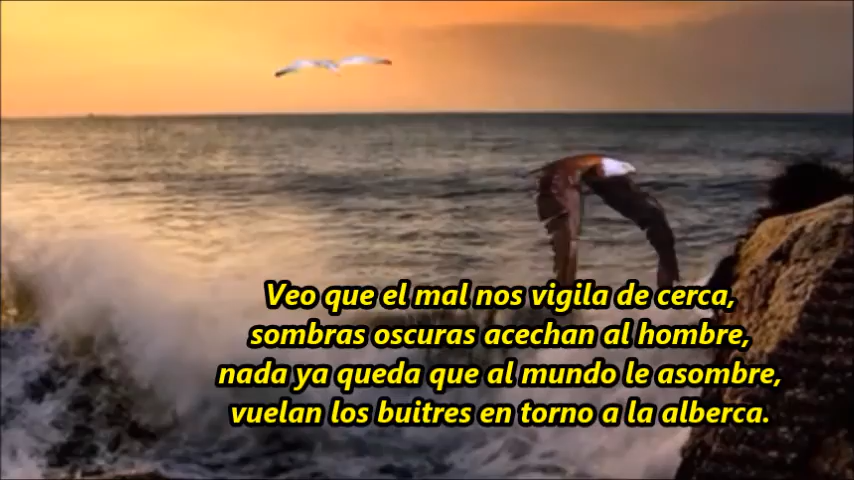 Veo que el mal nos vigila de cerca,
sombras oscuras acechan al hombre,
nada ya queda que al mundo le asombre,
vuelan los buitres en torno a la alberca.